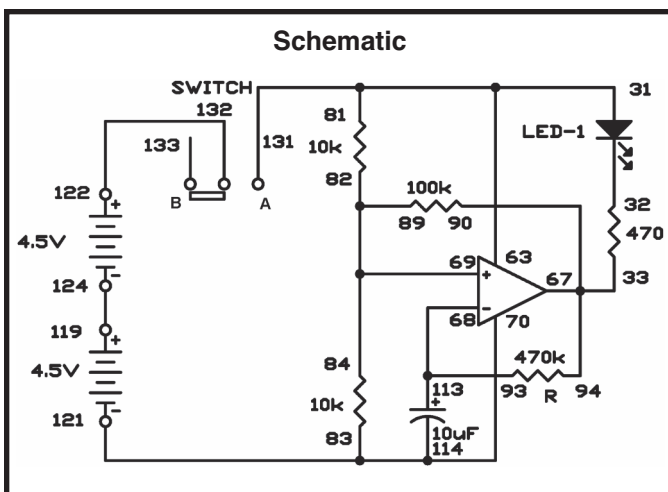 Schematic
SWITCH
132
133
131
B
A
122
+
4.5V
-
124
119
+
4.5V
-
121
81
10k
82
100k
89 90
69
+
63
67
-
68
70
84
10k
83
113
+
10uF
114
470k
93 R 94
31
LED-1
32
470
33